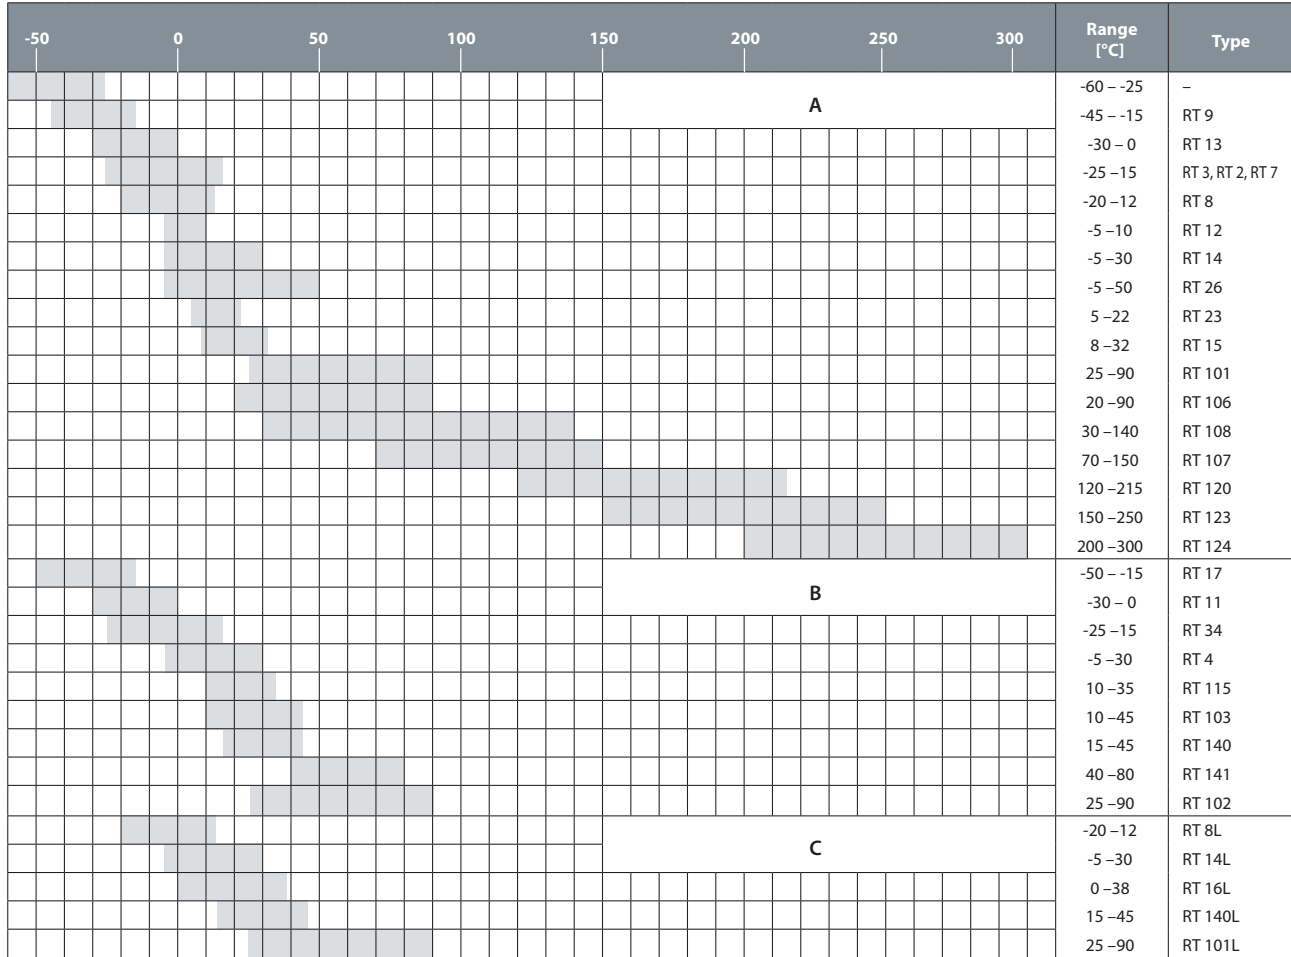 -50 0 50 100 150 200 250 300 Range [°C] Type
A
-60 – -25 –
-45 – -15 RT 9
-30 – 0 RT 13
-25 –15 RT 3, RT 2, RT 7
-20 –12 RT 8
-5 –10 RT 12
-5 –30 RT 14
-5 –50 RT 26
5 –22 RT 23
8 –32 RT 15
25 –90 RT 101
20 –90 RT 106
30 –140 RT 108
70 –150 RT 107
120 –215 RT 120
150 –250 RT 123
200 –300 RT 124
B
-50 – -15 RT 17
-30 – 0 RT 11
-25 –15 RT 34
-5 –30 RT 4
10 –35 RT 115
10 –45 RT 103
15 –45 RT 140
40 –80 RT 141
25 –90 RT 102
C
-20 –12 RT 8L
-5 –30 RT 14L
0 –38 RT 16L
15 –45 RT 140L
25 –90 RT 101L